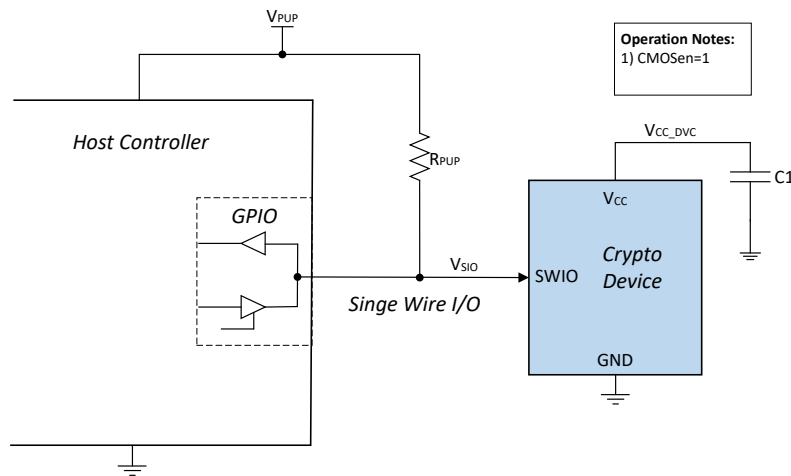 VPUP
Operation Notes:
1) CMOSen=1
Host Controller
VCC_DVC
RPUP
C1
VCC
GPIO
Crypto
Device
VSIO
SWIO
Singe Wire I/O
GND